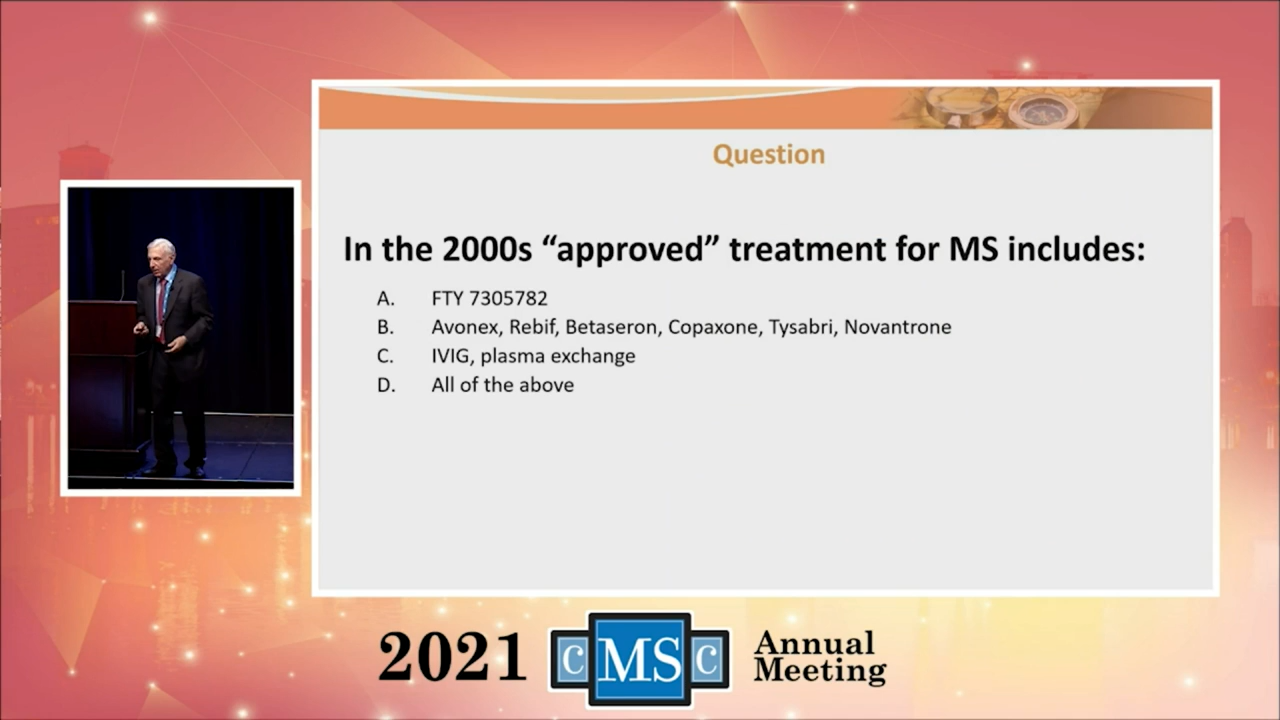 Question
In the 2000s “approved” treatment for MS includes:
A. FTY 7305782
B. Avonex, Rebif, Betaseron, Copaxone, Tysabri, Novantrone
C. IVIG, plasma exchange
D. All of the above
2021 CMSC Annual
Meeting